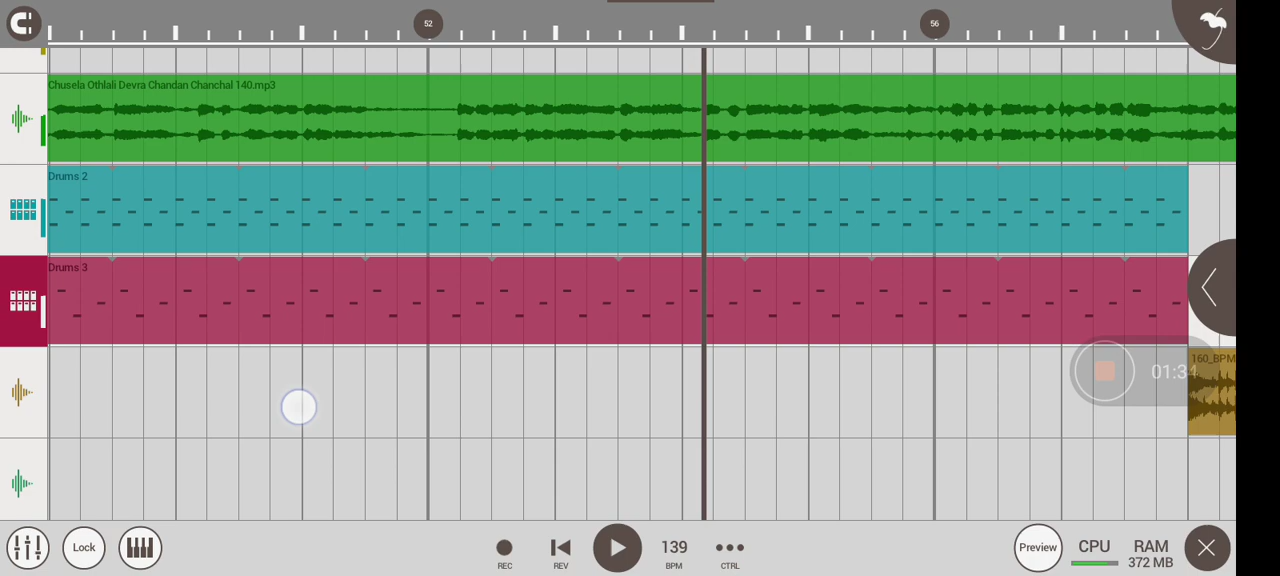 52
56
Chusela Othlali Devra Chandan Chanchal 140.mp3
Drums 2
Drums 3
160_BPM
01:34
Lock
REC
REV
139
BPM
CTRL
Preview
CPU
RAM
372 MB